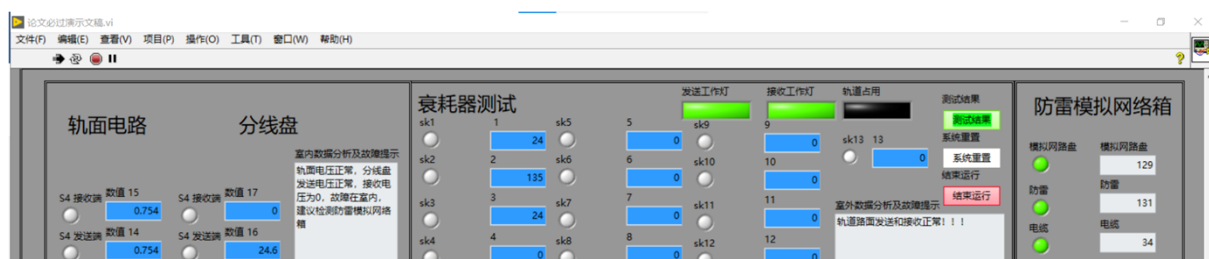 论文必过演示文稿.vi
文件(F) 编辑(E) 查看(V) 项目(P) 操作(O) 工具(T) 窗口(W) 帮助(H)
轨面电路 分线盘
室内数据分析及故障提示
轨面电压正常，分线盘
发送电压正常，接收电
压为0，故障在室内，
建议检测防雷模拟网络
箱
S4 接收端 数值 15 0.754
S4 接收端 数值 17 0
S4 发送端 数值 14 0.754
S4 发送端 数值 16 24.6
衰耗器测试
发送工作灯 接收工作灯 轨道占用
sk1 1 24 sk5 5 0 sk9 9 0
sk2 2 135 sk6 6 0 sk10 10 0
sk3 3 24 sk7 7 0 sk11 11 0
sk4 4 0 sk8 8 0 sk12 12 0
sk13 13 0
测试结果
测试结果
系统重置
系统重置
结束运行
结束运行
室外数据分析及故障提示
轨道路面发送和接收正常！！！
防雷模拟网络箱
模拟网路盘 模拟网路盘 129
防雷 防雷 131
电缆 电缆 34